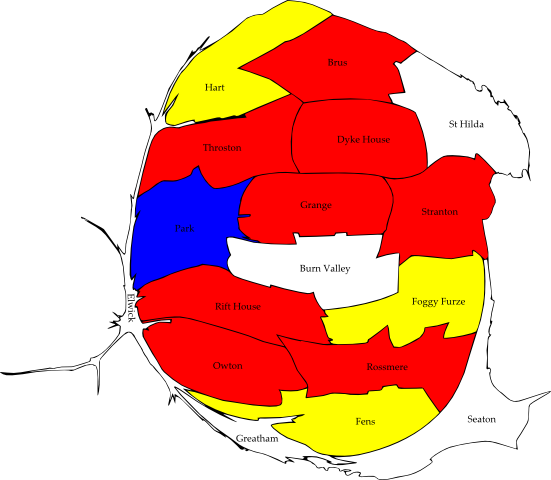 Brus
Hart
St Hilda
Dyke House
Throston
Grange
Stranton
Park
Burn Valley
Elwick
Foggy Furze
Rift House
Owton
Rossmere
Fens
Seaton
Greatham